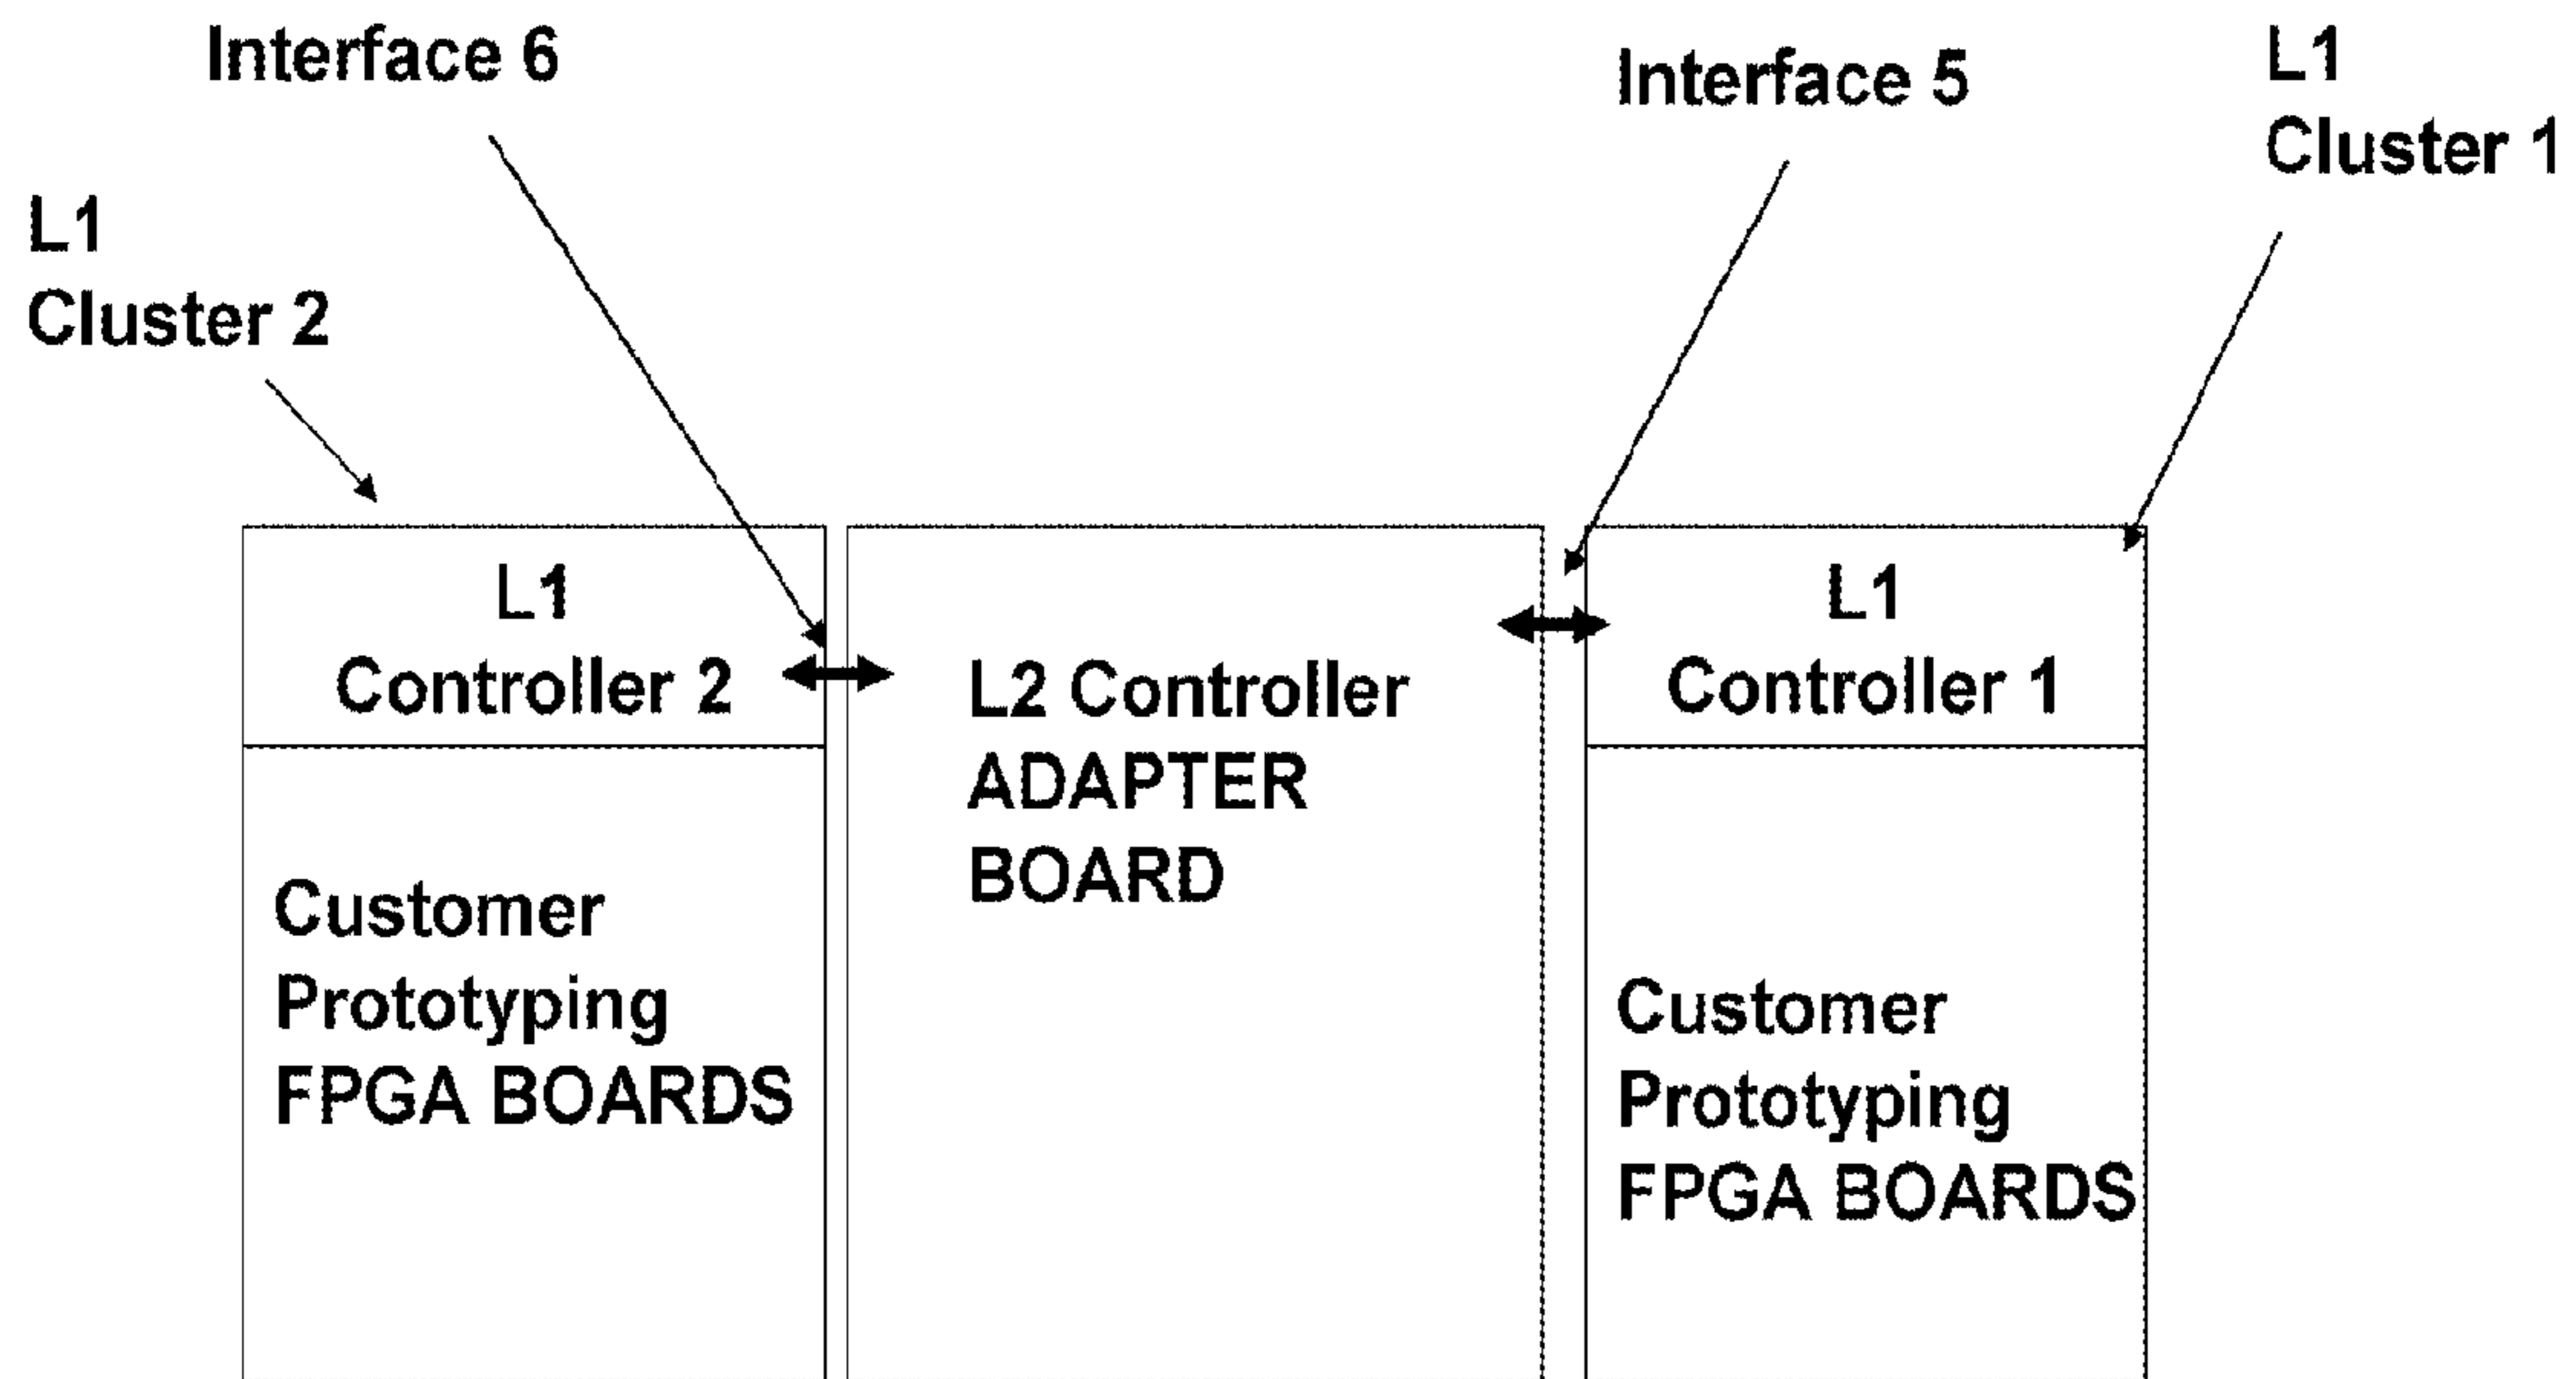 Interface 6
Interface 5
L1
Cluster 1
L1
Cluster 2
L1
Controller 2
L2 Controller
ADAPTER
BOARD
L1
Controller 1
Customer
Prototyping
FPGA BOARDS
Customer
Prototyping
FPGA BOARDS